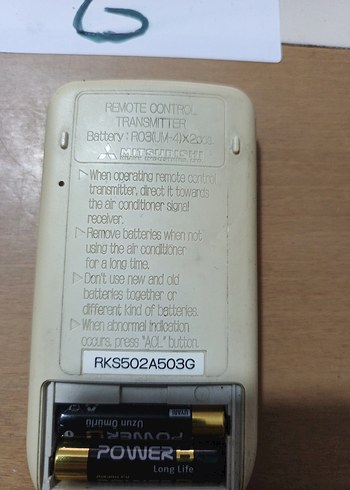 6
REMOTE CONTROL
TRANSMITTER
Battery : R03(UM-4)×2pcs.
MITSUBISHI
▷When operating remote control
transmitter, direct it towards
the air conditioner signal
receiver.
▷Remove batteries when not
using the air conditioner
for a long time.
▷Don't use new and old
batteries together or
different kind of batteries.
▷When abnormal indication
occurs, press "ACL" button.
RKS502A503G
Uzun Ömürlü
POWER
POWER
Long Life